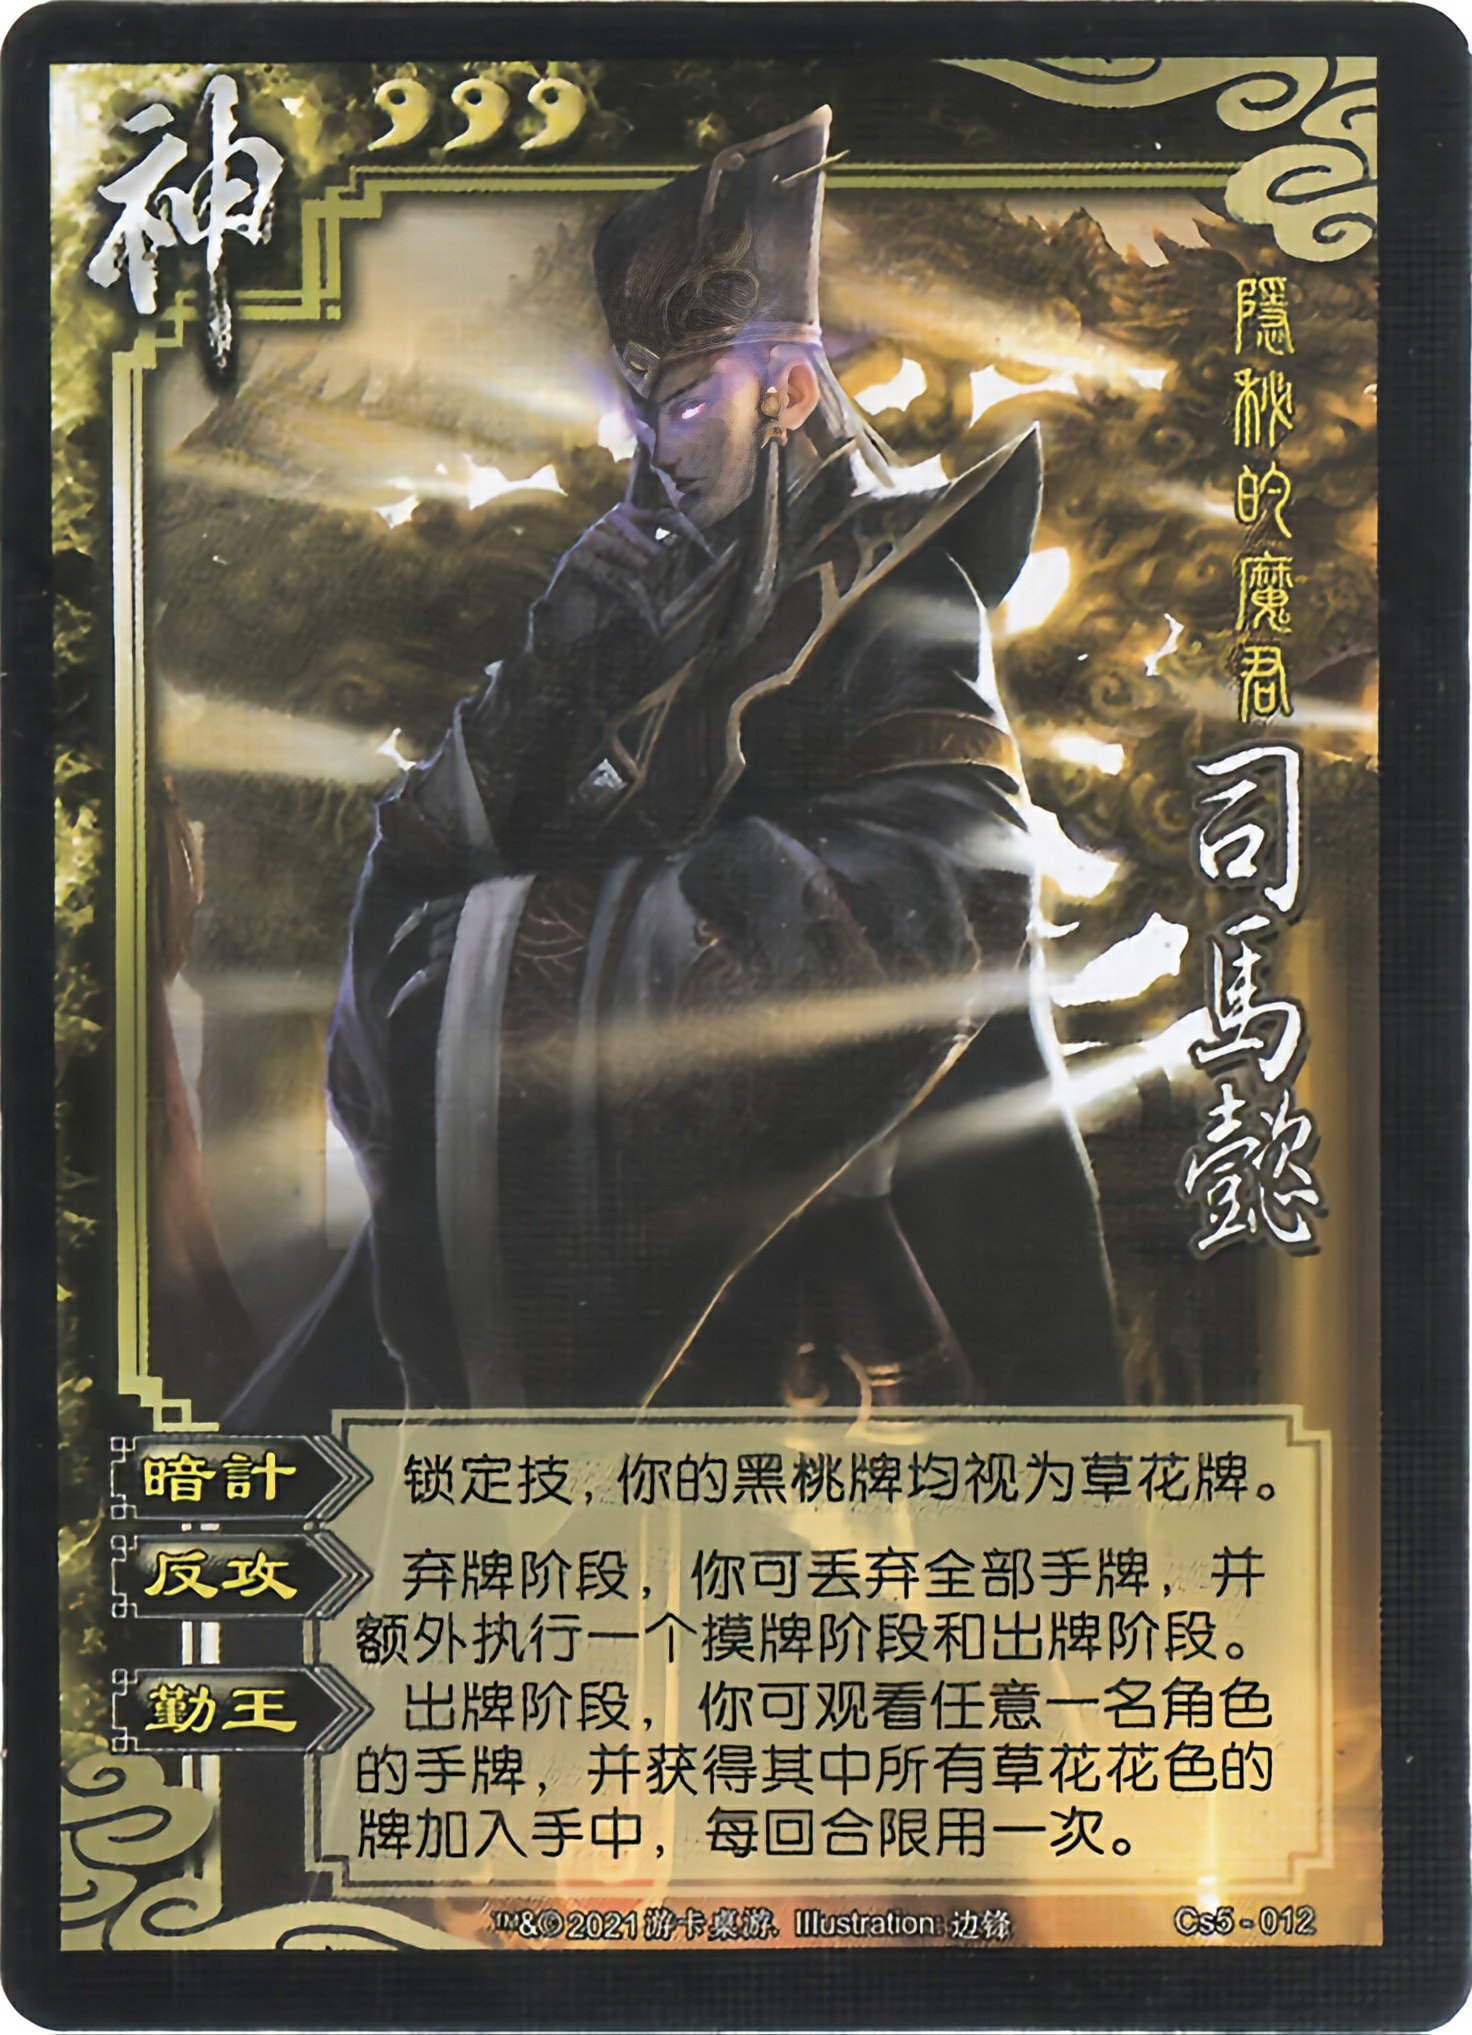 神
隱秘的魔君
司馬懿
暗計
锁定技，你的黑桃牌均视为草花牌。
反攻
弃牌阶段，你可丢弃全部手牌，并
额外执行一个摸牌阶段和出牌阶段。
勤王
出牌阶段，你可观看任意一名角色
的手牌，并获得其中所有草花花色的
牌加入手中，每回合限用一次。
™&©2021游卡桌游. Illustration: 边锋
Cs5-012